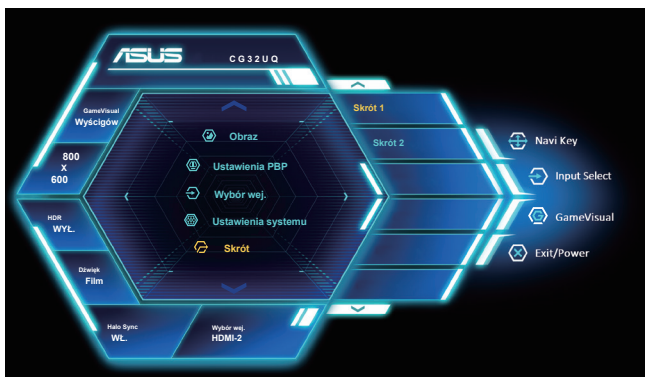 ASUS CG32UQ
GameVisual
Wyścigów
800
X
600
HDR
WYŁ.
Dźwięk
Film
Halo Sync
WŁ.
Wybór wej.
HDMI-2
Obraz
Ustawienia PBP
Wybór wej.
Ustawienia systemu
Skrót
Skrót 1
Skrót 2
Navi Key
Input Select
GameVisual
Exit/Power